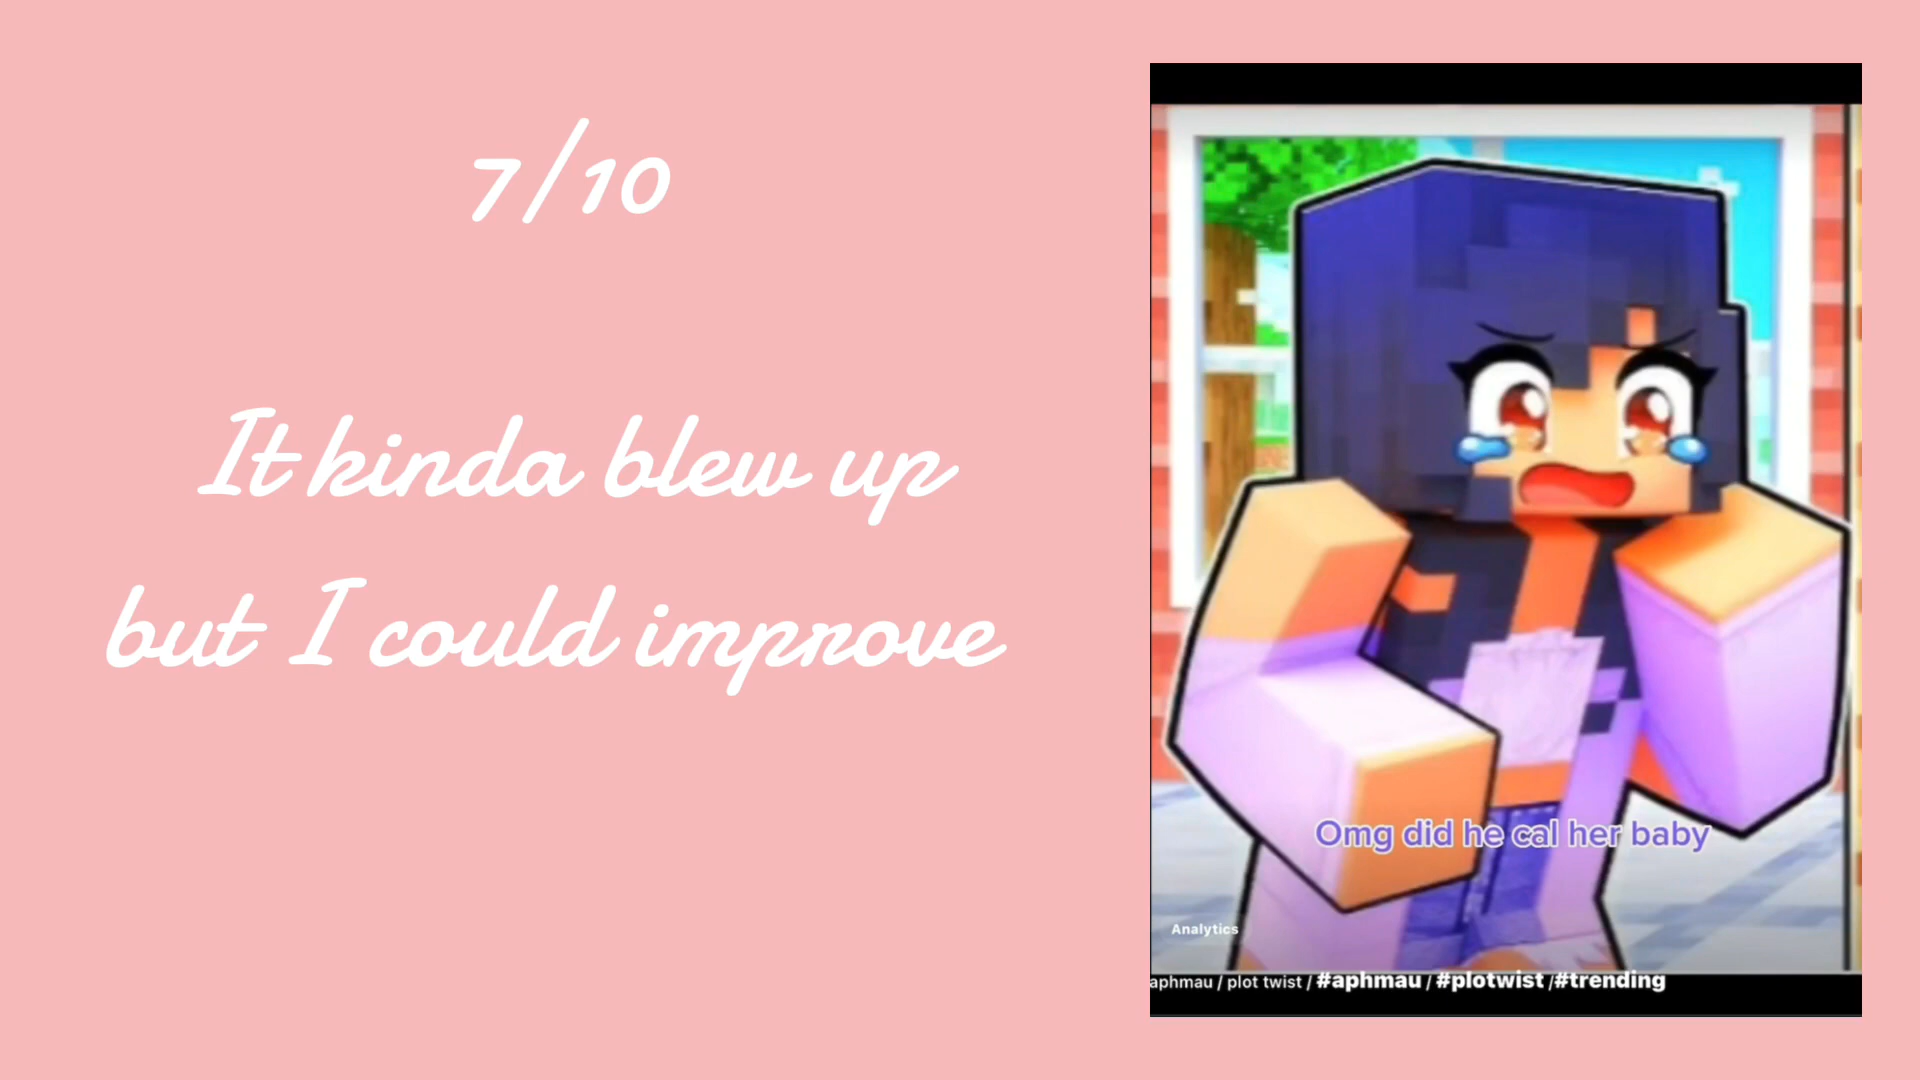 7/10
It kinda blew up
but I could improve
Omg did he cal her baby
Analytics
aphmau / plot twist / #aphmau / #plotwist /#trending